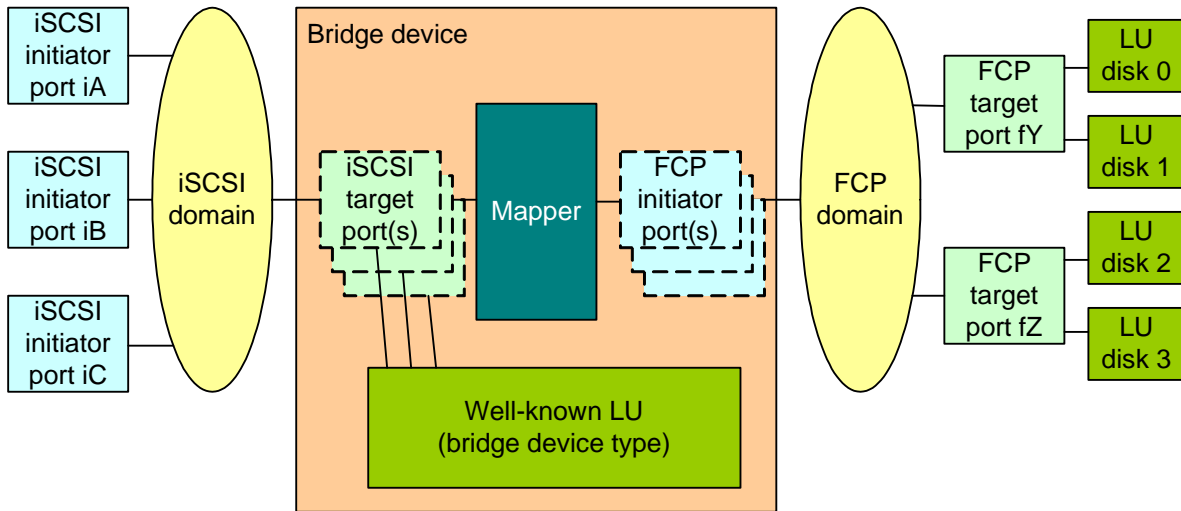 iSCSI
initiator
port iA
iSCSI
initiator
port iB
iSCSI
initiator
port iC
iSCSI
domain
Bridge device
iSCSI
target
port(s)
Mapper
FCP
initiator
port(s)
Well-known LU
(bridge device type)
FCP
domain
FCP
target
port fY
FCP
target
port fZ
LU
disk 0
LU
disk 1
LU
disk 2
LU
disk 3